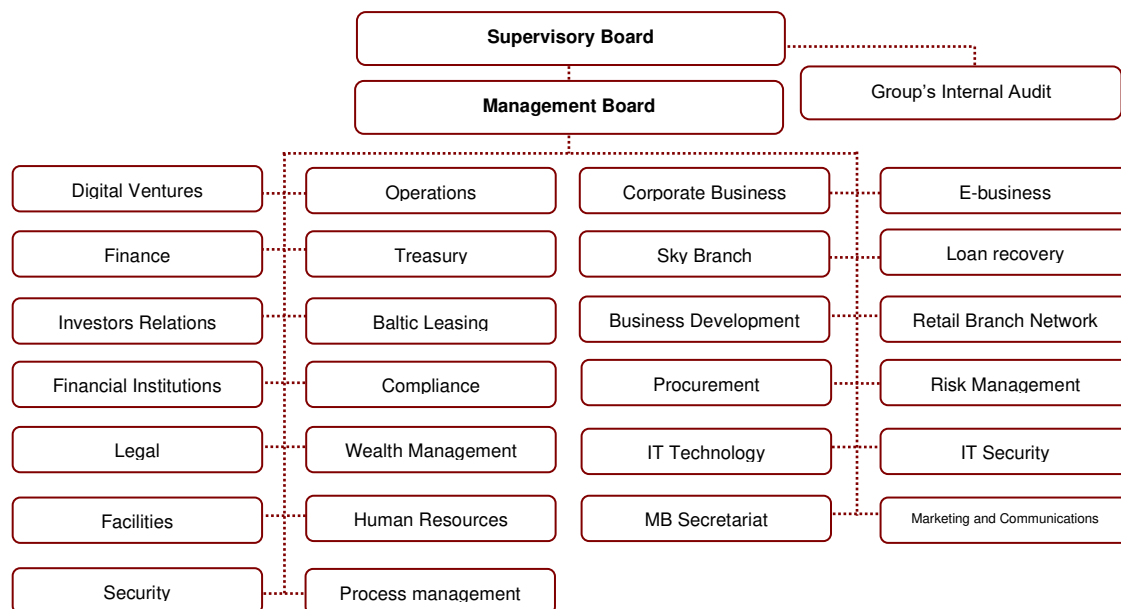 Supervisory Board
Group's Internal Audit
Management Board
Digital Ventures
Operations
Corporate Business
E-business
Finance
Treasury
Sky Branch
Loan recovery
Investors Relations
Baltic Leasing
Business Development
Retail Branch Network
Financial Institutions
Compliance
Procurement
Risk Management
Legal
Wealth Management
IT Technology
IT Security
Facilities
Human Resources
MB Secretariat
Marketing and Communications
Security
Process management